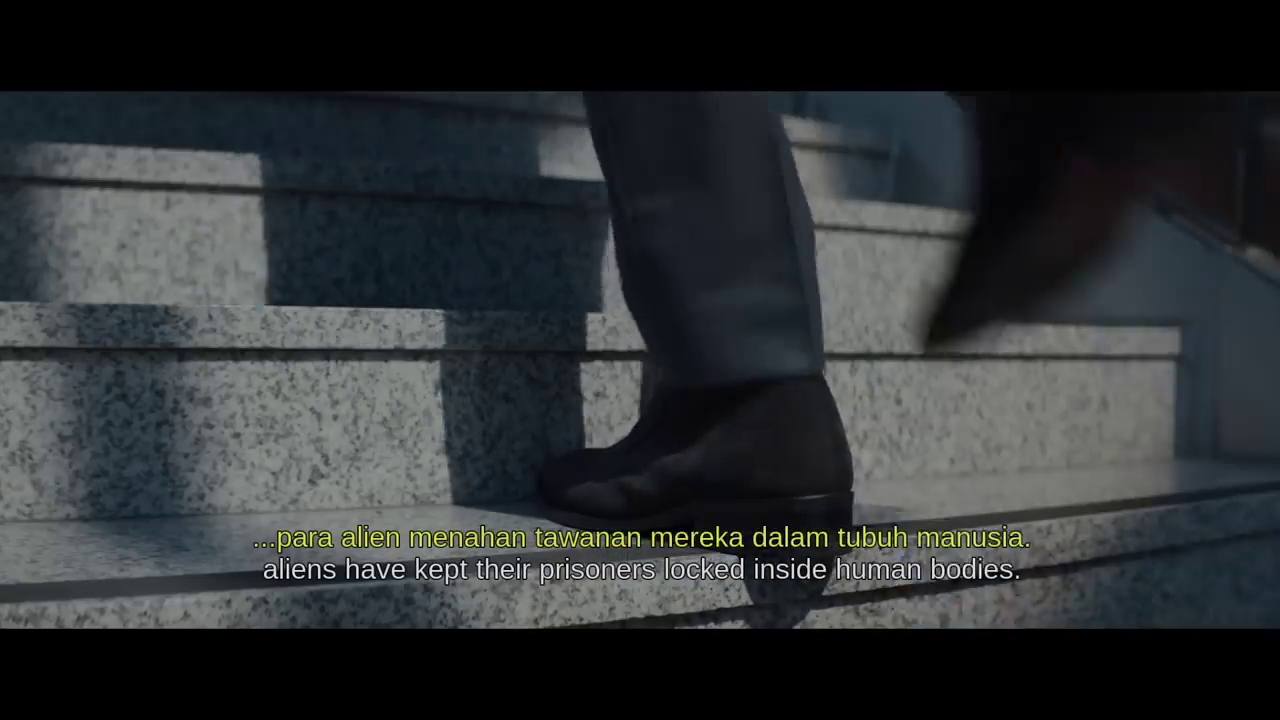 ...para alien menahan tawanan mereka dalam tubuh manusia.
aliens have kept their prisoners locked inside human bodies.